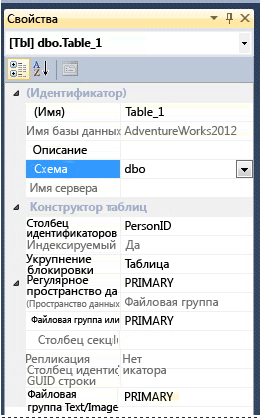 Свойства
[Tbl] dbo.Table_1
(Идентификатор)
(Имя) Table_1
Имя базы данных AdventureWorks2012
Описание
Схема dbo
Имя сервера
Конструктор таблиц
Столбец идентификаторов PersonID
Индексируемый Да
Укрупнение блокировки Таблица
Регулярное пространство да PRIMARY
(Пространство данных Файловая группа
Файловая группа или PRIMARY
Столбец секці
Репликация Нет
Столбец идентификатора
GUID строки
Файловая группа Text/Image PRIMARY